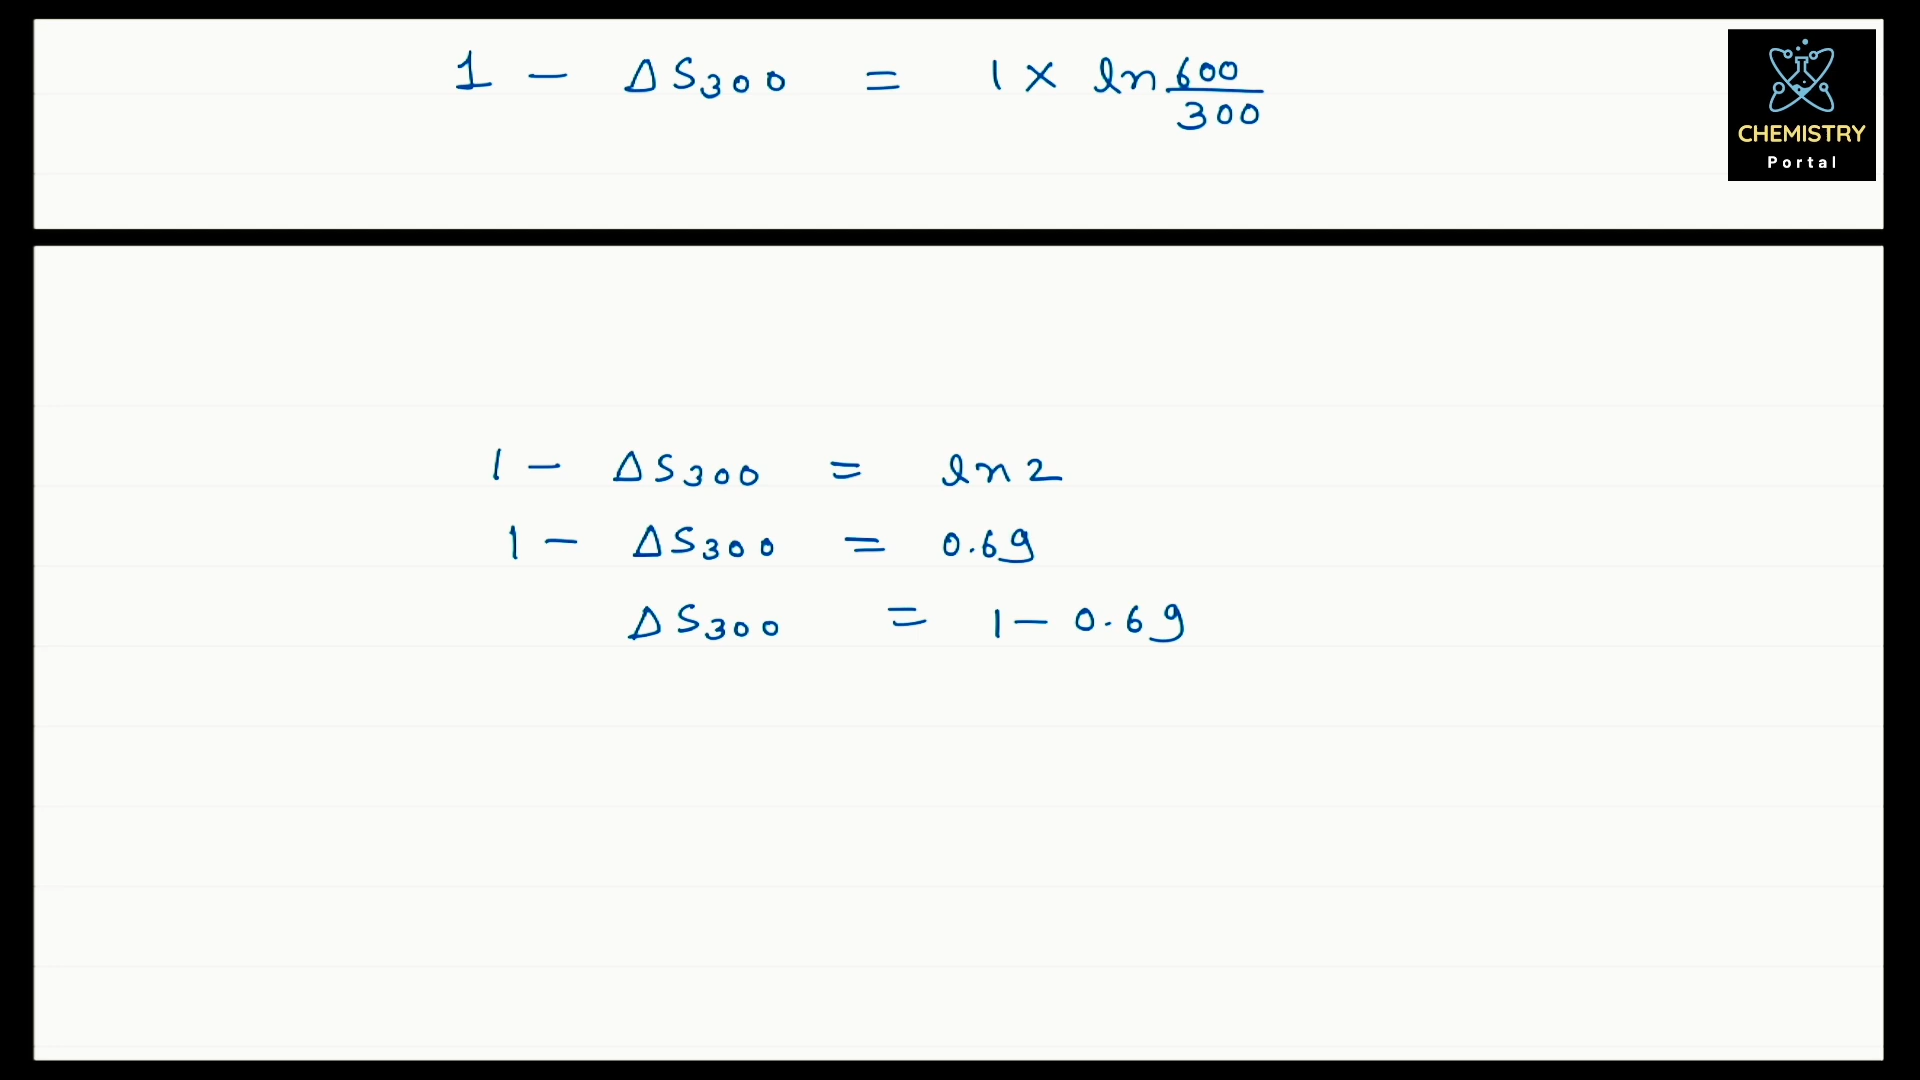 1 - ΔS300 = 1 × ln 600/300
CHEMISTRY
Portal
1 - ΔS300 = ln 2
1 - ΔS300 = 0.69
ΔS300 = 1 - 0.69